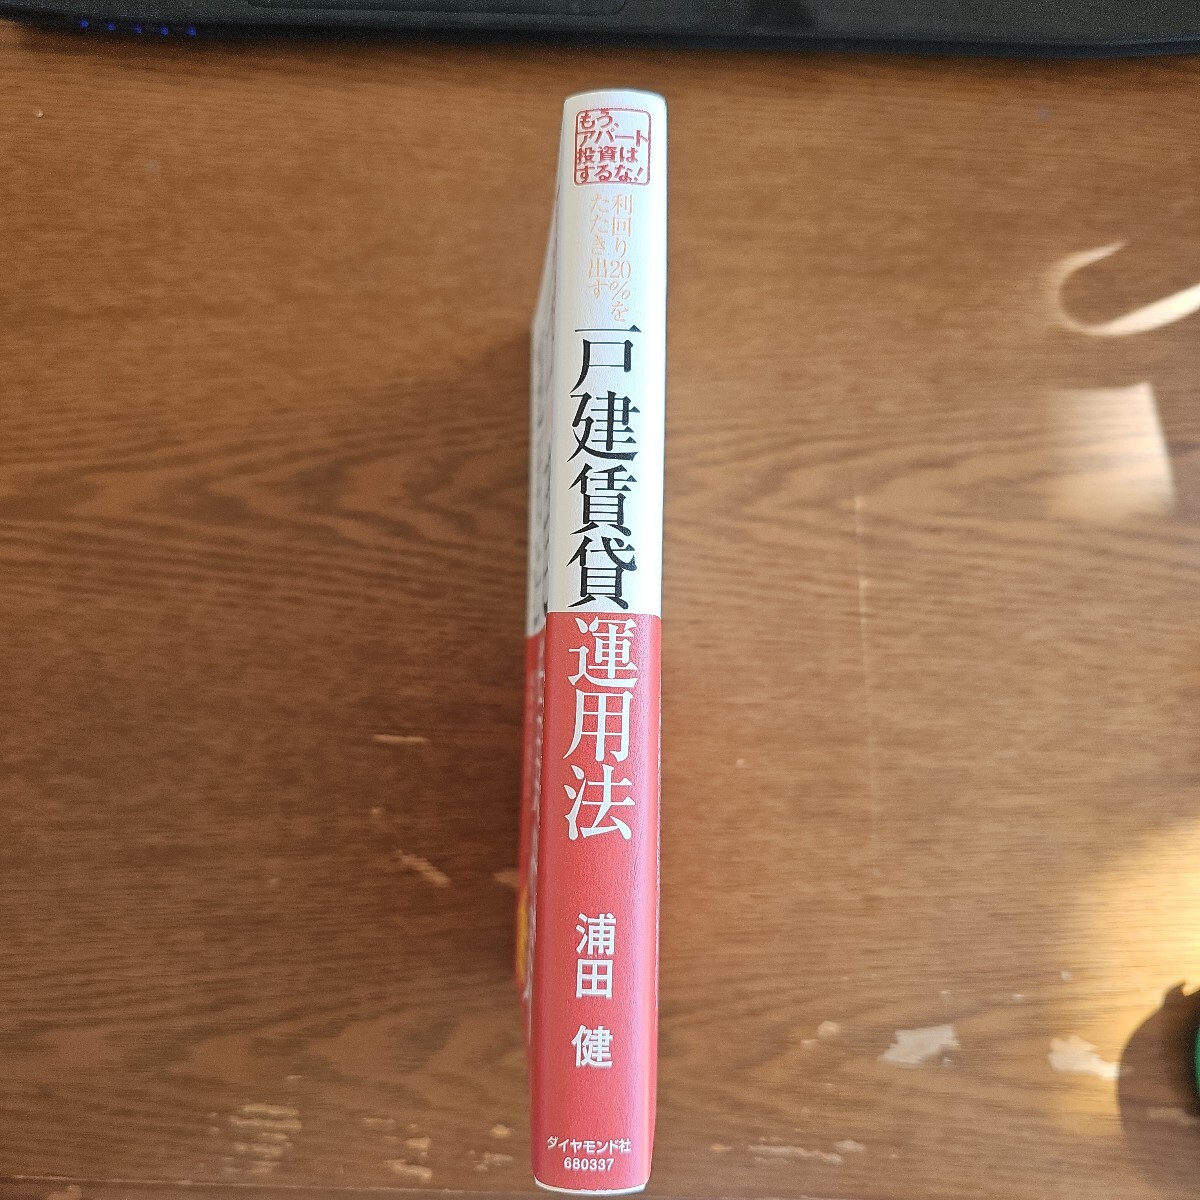 もう、
アパート
投資は
するな!
利回り20%を
たたき出す
戸建賃貸
運用法
浦田 健
ダイヤモンド社
680337